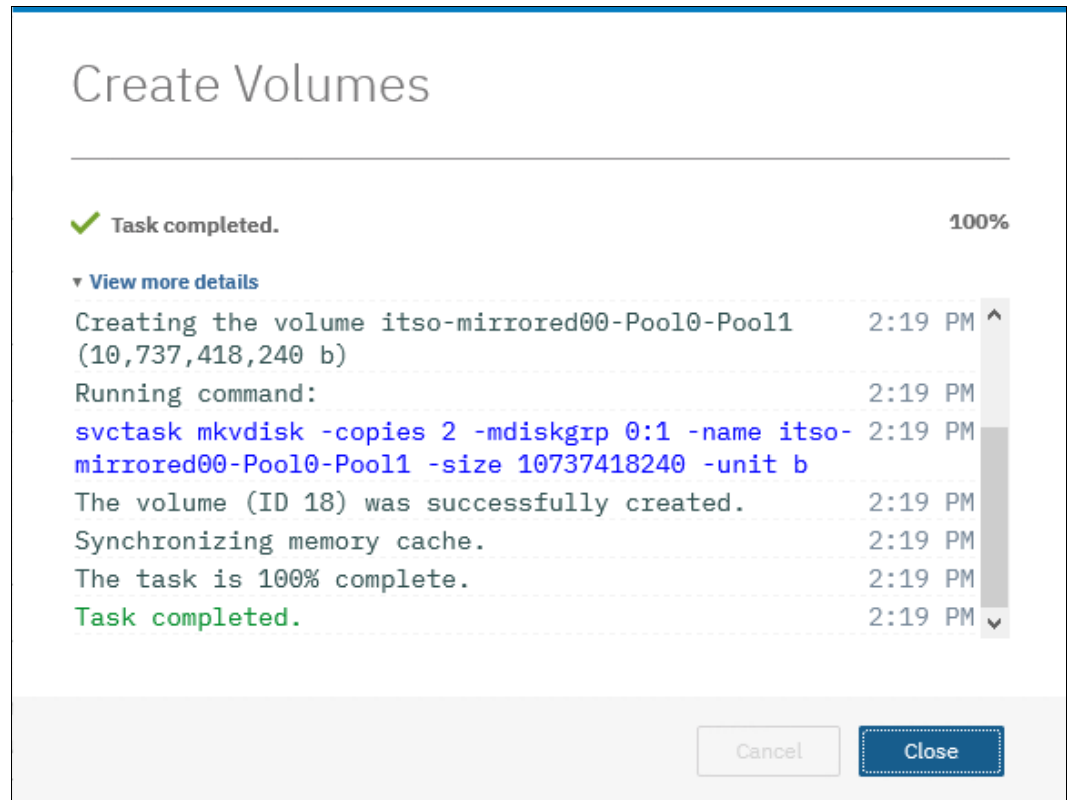 Create Volumes
Task completed. 100%
View more details
Creating the volume itso-mirrored00-Pool0-Pool1 2:19 PM
(10,737,418,240 b)
Running command: 2:19 PM
svctask mkvdisk -copies 2 -mdiskgrp 0:1 -name itso- 2:19 PM
mirrored00-Pool0-Pool1 -size 10737418240 -unit b
The volume (ID 18) was successfully created. 2:19 PM
Synchronizing memory cache. 2:19 PM
The task is 100% complete. 2:19 PM
Task completed. 2:19 PM
Cancel Close